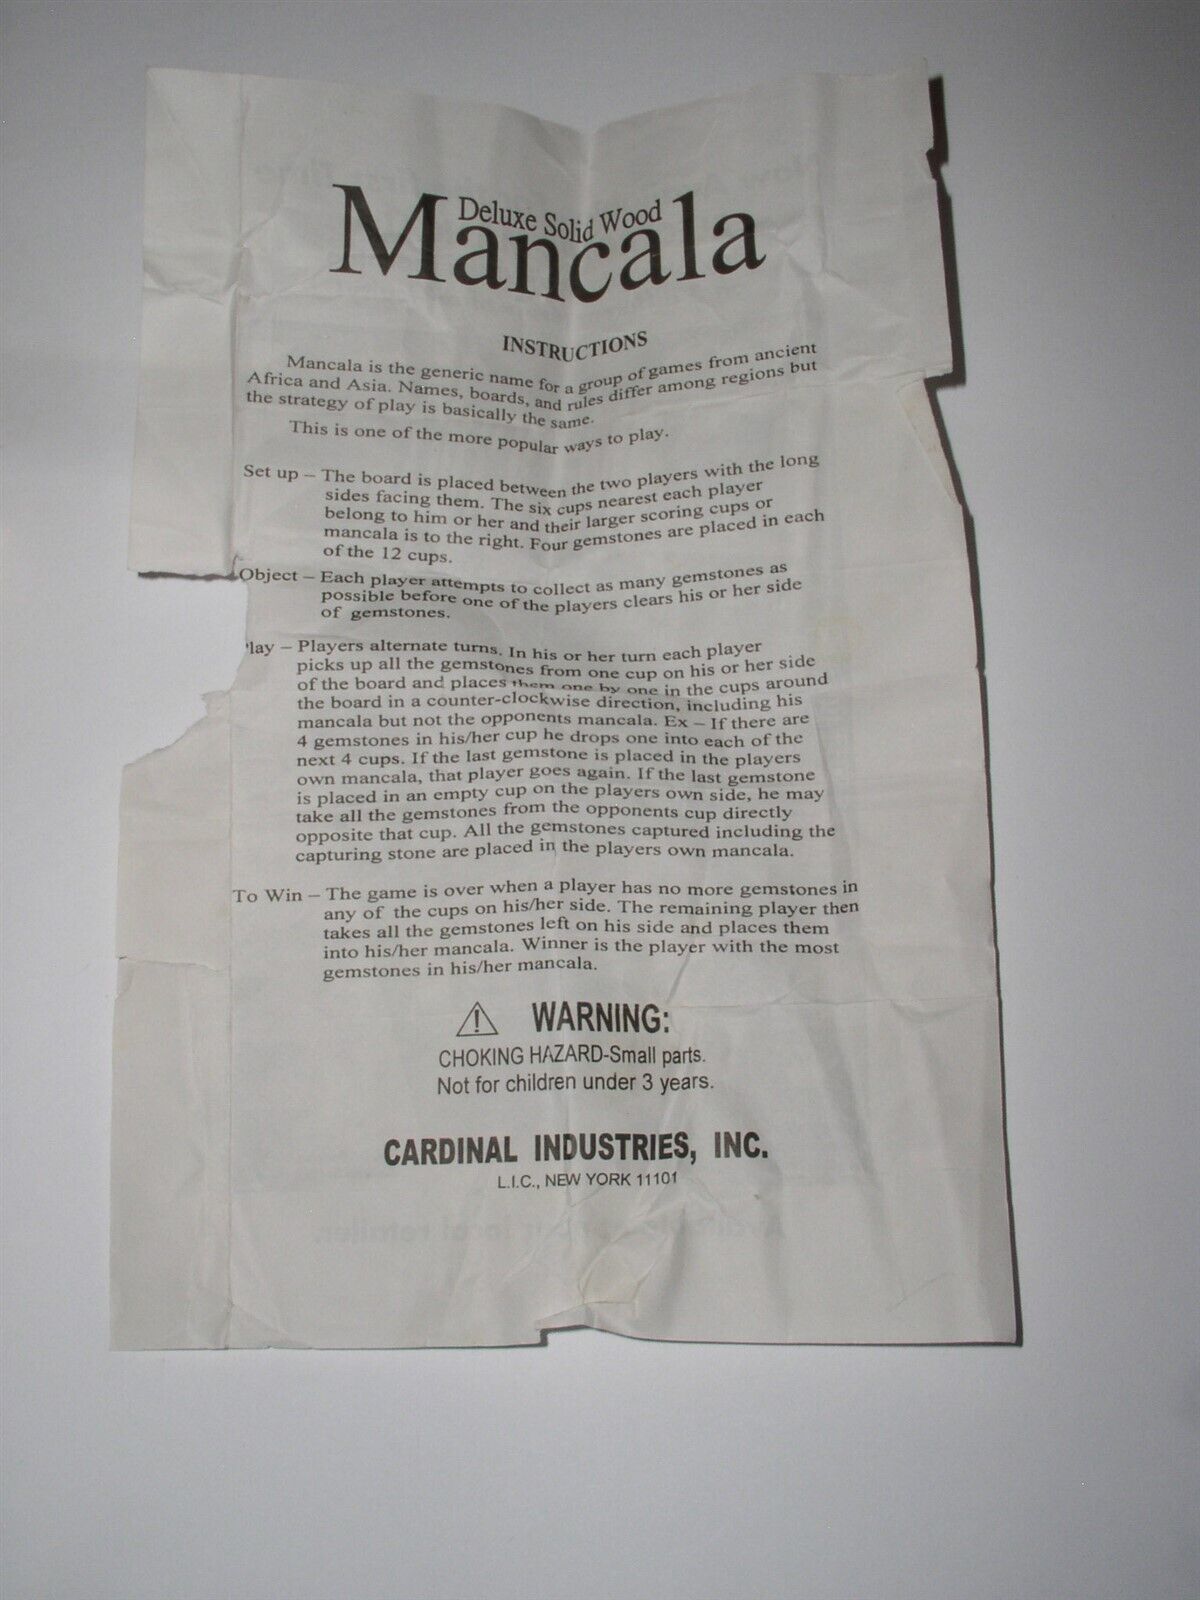 Deluxe Solid Wood
Mancala
INSTRUCTIONS
Mancala is the generic name for a group of games from ancient
Africa and Asia. Names, boards, and rules differ among regions but
the strategy of play is basically the same.
This is one of the more popular ways to play.
Set up – The board is placed between the two players with the long
sides facing them. The six cups nearest each player
belong to him or her and their larger scoring cups or
mancala is to the right. Four gemstones are placed in each
of the 12 cups.
Object – Each player attempts to collect as many gemstones as
possible before one of the players clears his or her side
of gemstones.
lay – Players alternate turns. In his or her turn each player
picks up all the gemstones from one cup on his or her side
of the board and places them one by one in the cups around
the board in a counter-clockwise direction, including his
mancala but not the opponents mancala. Ex – If there are
4 gemstones in his/her cup he drops one into each of the
next 4 cups. If the last gemstone is placed in the players
own mancala, that player goes again. If the last gemstone
is placed in an empty cup on the players own side, he may
take all the gemstones from the opponents cup directly
opposite that cup. All the gemstones captured including the
capturing stone are placed in the players own mancala.
To Win – The game is over when a player has no more gemstones in
any of the cups on his/her side. The remaining player then
takes all the gemstones left on his side and places them
into his/her mancala. Winner is the player with the most
gemstones in his/her mancala.
WARNING:
CHOKING HAZARD-Small parts.
Not for children under 3 years.
CARDINAL INDUSTRIES, INC.
L.I.C., NEW YORK 11101
local retailer.